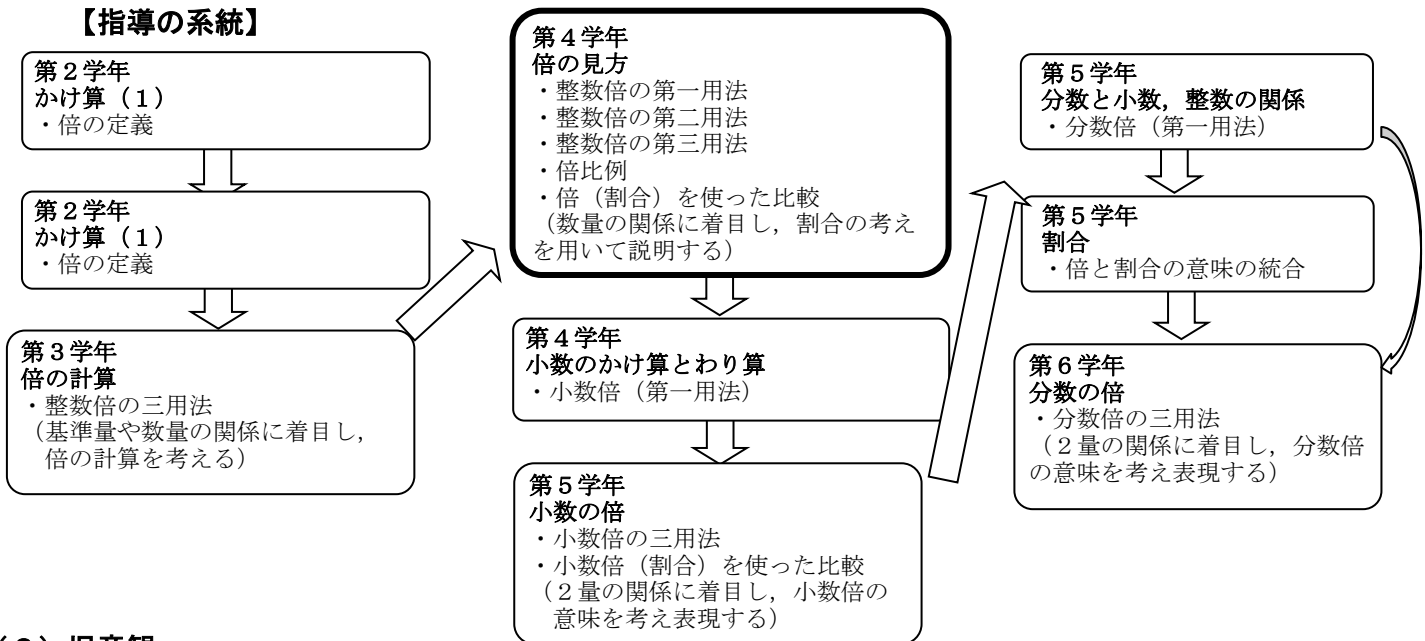 【指導の系統】
第２学年
かけ算（１）
・倍の定義
第２学年
かけ算（１）
・倍の定義
第３学年
倍の計算
・整数倍の三用法
（基準量や数量の関係に着目し，
倍の計算を考える）
第４学年
倍の見方
・整数倍の第一用法
・整数倍の第二用法
・整数倍の第三用法
・倍比例
・倍（割合）を使った比較
（数量の関係に着目し，割合の考え
を用いて説明する）
第４学年
小数のかけ算とわり算
・小数倍（第一用法）
第５学年
小数の倍
・小数倍の三用法
・小数倍（割合）を使った比較
（２量の関係に着目し，小数倍の
意味を考え表現する）
第５学年
分数と小数，整数の関係
・分数倍（第一用法）
第５学年
割合
・倍と割合の意味の統合
第６学年
分数の倍
・分数倍の三用法
（２量の関係に着目し，分数倍
の意味を考え表現する）